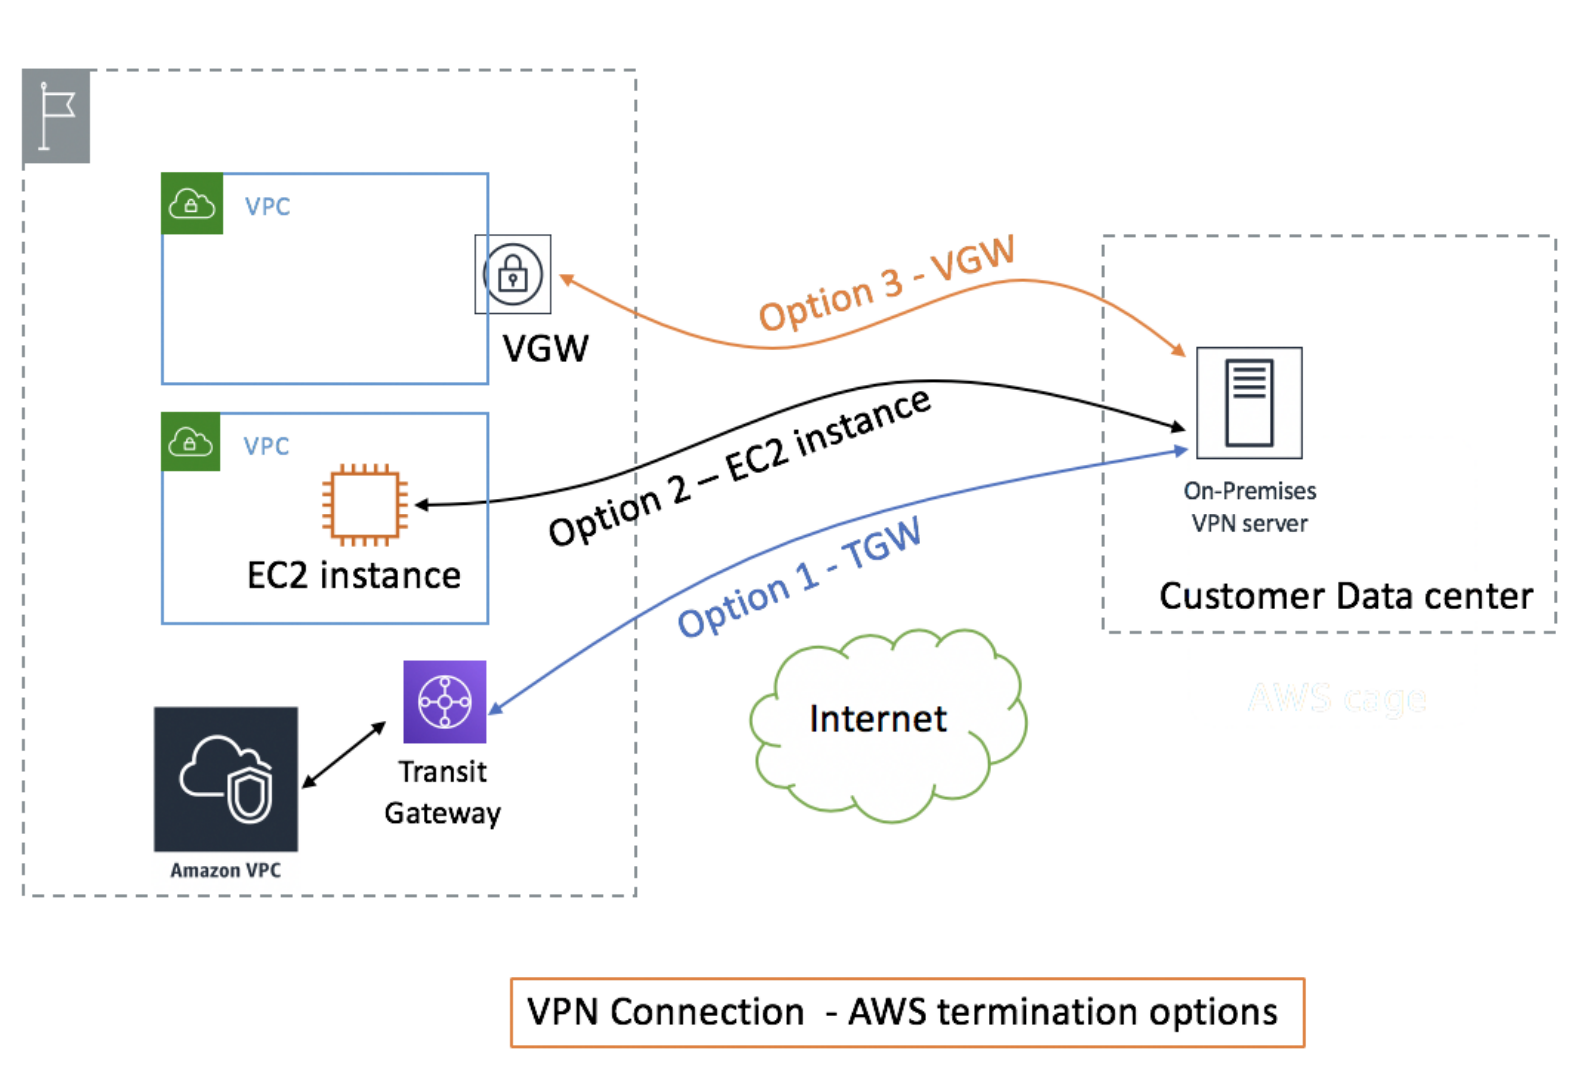 VPC
VGW
Option 3 - VGW
VPC
EC2 instance
Option 2 – EC2 instance
Option 1 - TGW
On-Premises
VPN server
Customer Data center
AWS cage
Internet
Transit
Gateway
Amazon VPC
VPN Connection - AWS termination options